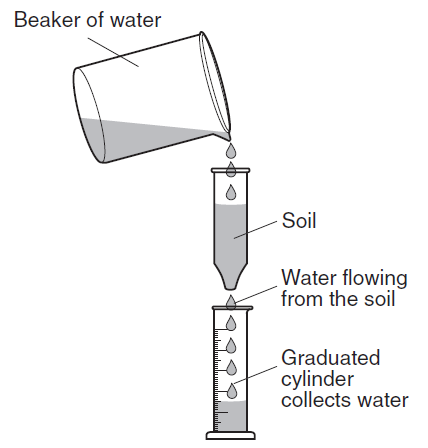 Beaker of water
Soil
Water flowing
from the soil
Graduated
cylinder
collects water